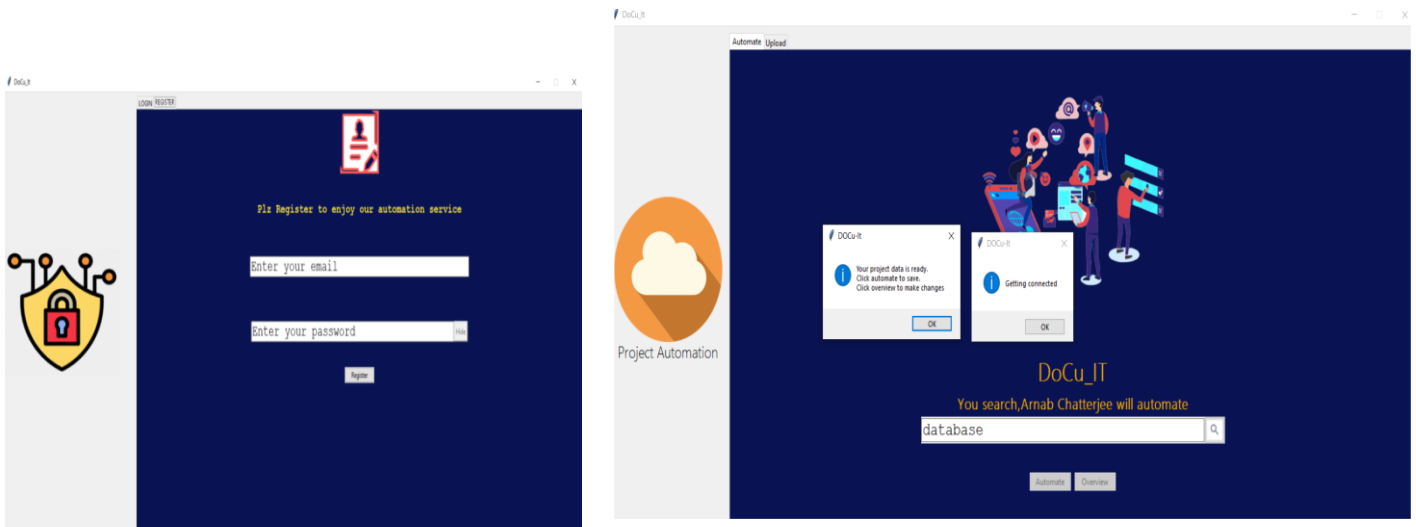 DoCu_It
LOGIN REGISTER
Plz Register to enjoy our automation service
Enter your email
Enter your password
Hide
Register
DoCu_It
Automate Upload
Project Automation
DOCu-It
Your project data is ready.
Click automate to save.
Click overview to make changes
OK
DOCu-It
Getting connected
OK
DoCu_IT
You search,Arnab Chatterjee will automate
database
Automate Overview